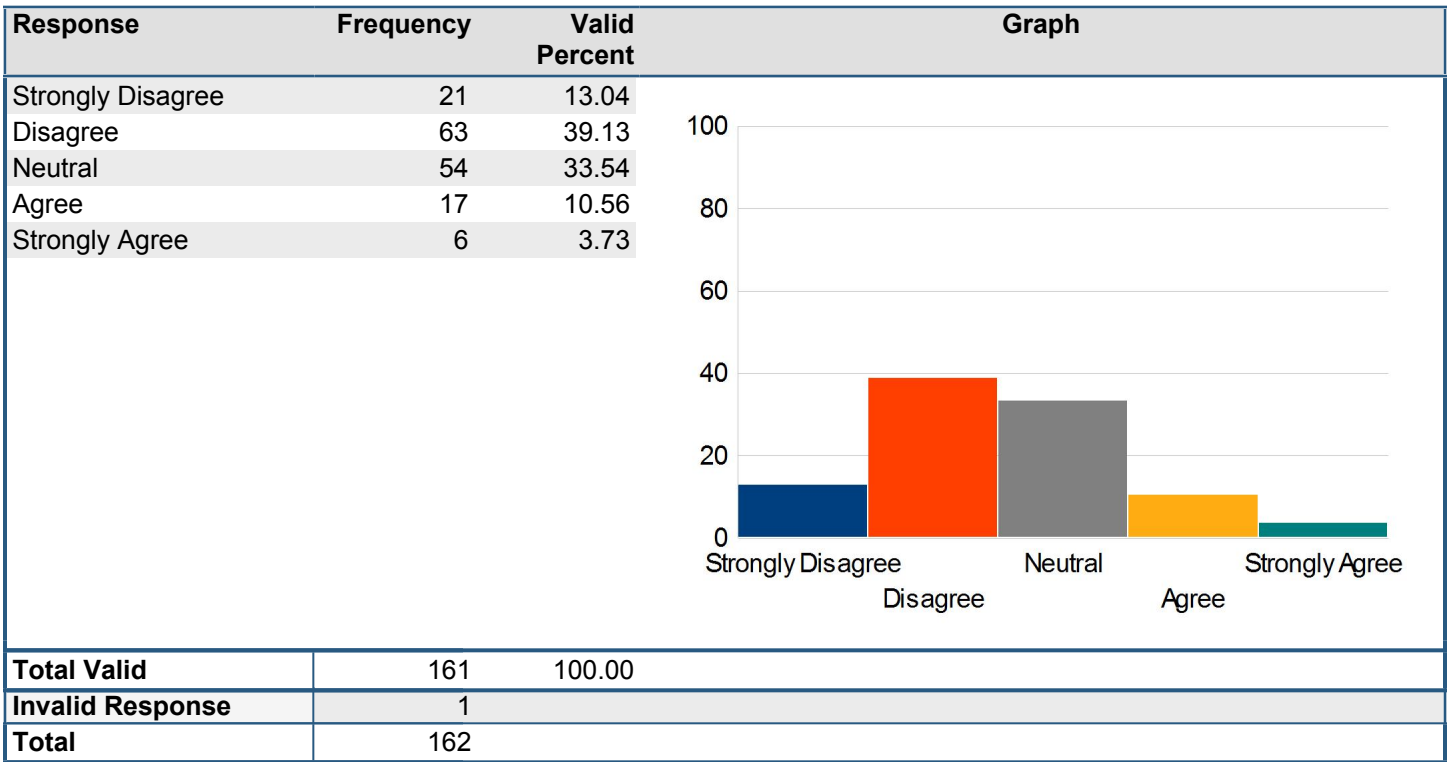 Response Frequency Valid Percent Graph
Strongly Disagree 21 13.04
Disagree 63 39.13
Neutral 54 33.54
Agree 17 10.56
Strongly Agree 6 3.73
100
80
60
40
20
0
Strongly Disagree Neutral Strongly Agree
Disagree Agree
Total Valid 161 100.00
Invalid Response 1
Total 162